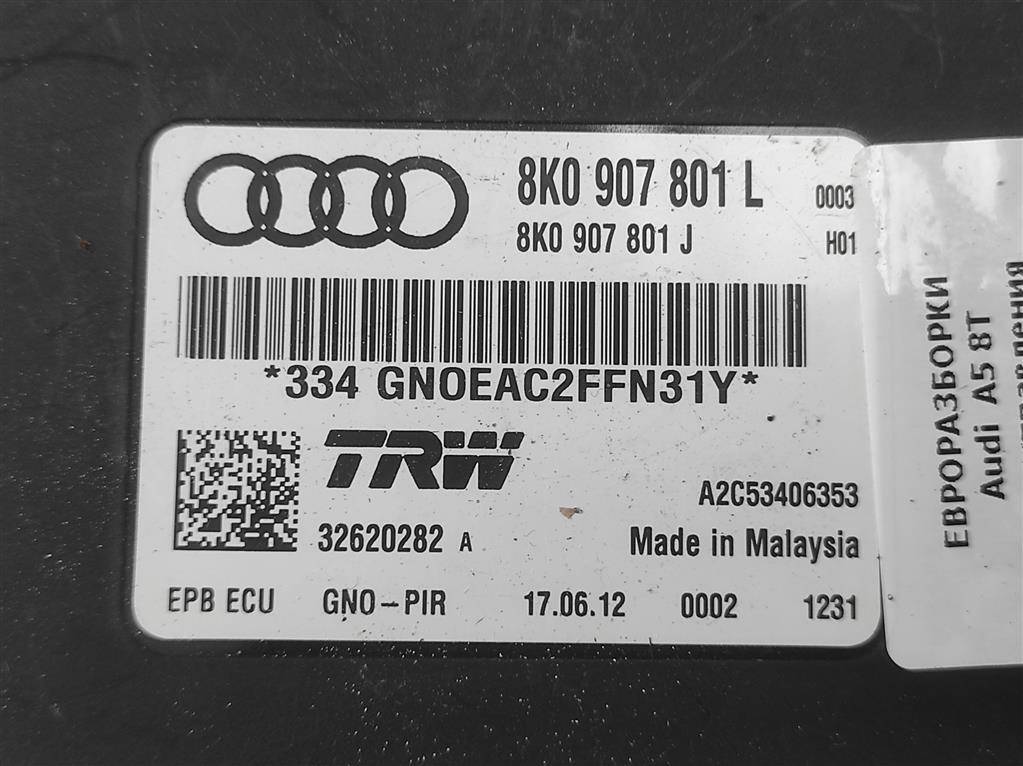 8K0 907 801 L 0003
8K0 907 801 J H01
*334 GNOEAC2FFN31Y*
TRW
A2C53406353
32620282 A Made in Malaysia
EPB ECU GNO-PIR 17.06.12 0002 1231
ЕВРОРАЗБОРКИ
Audi A5 8T